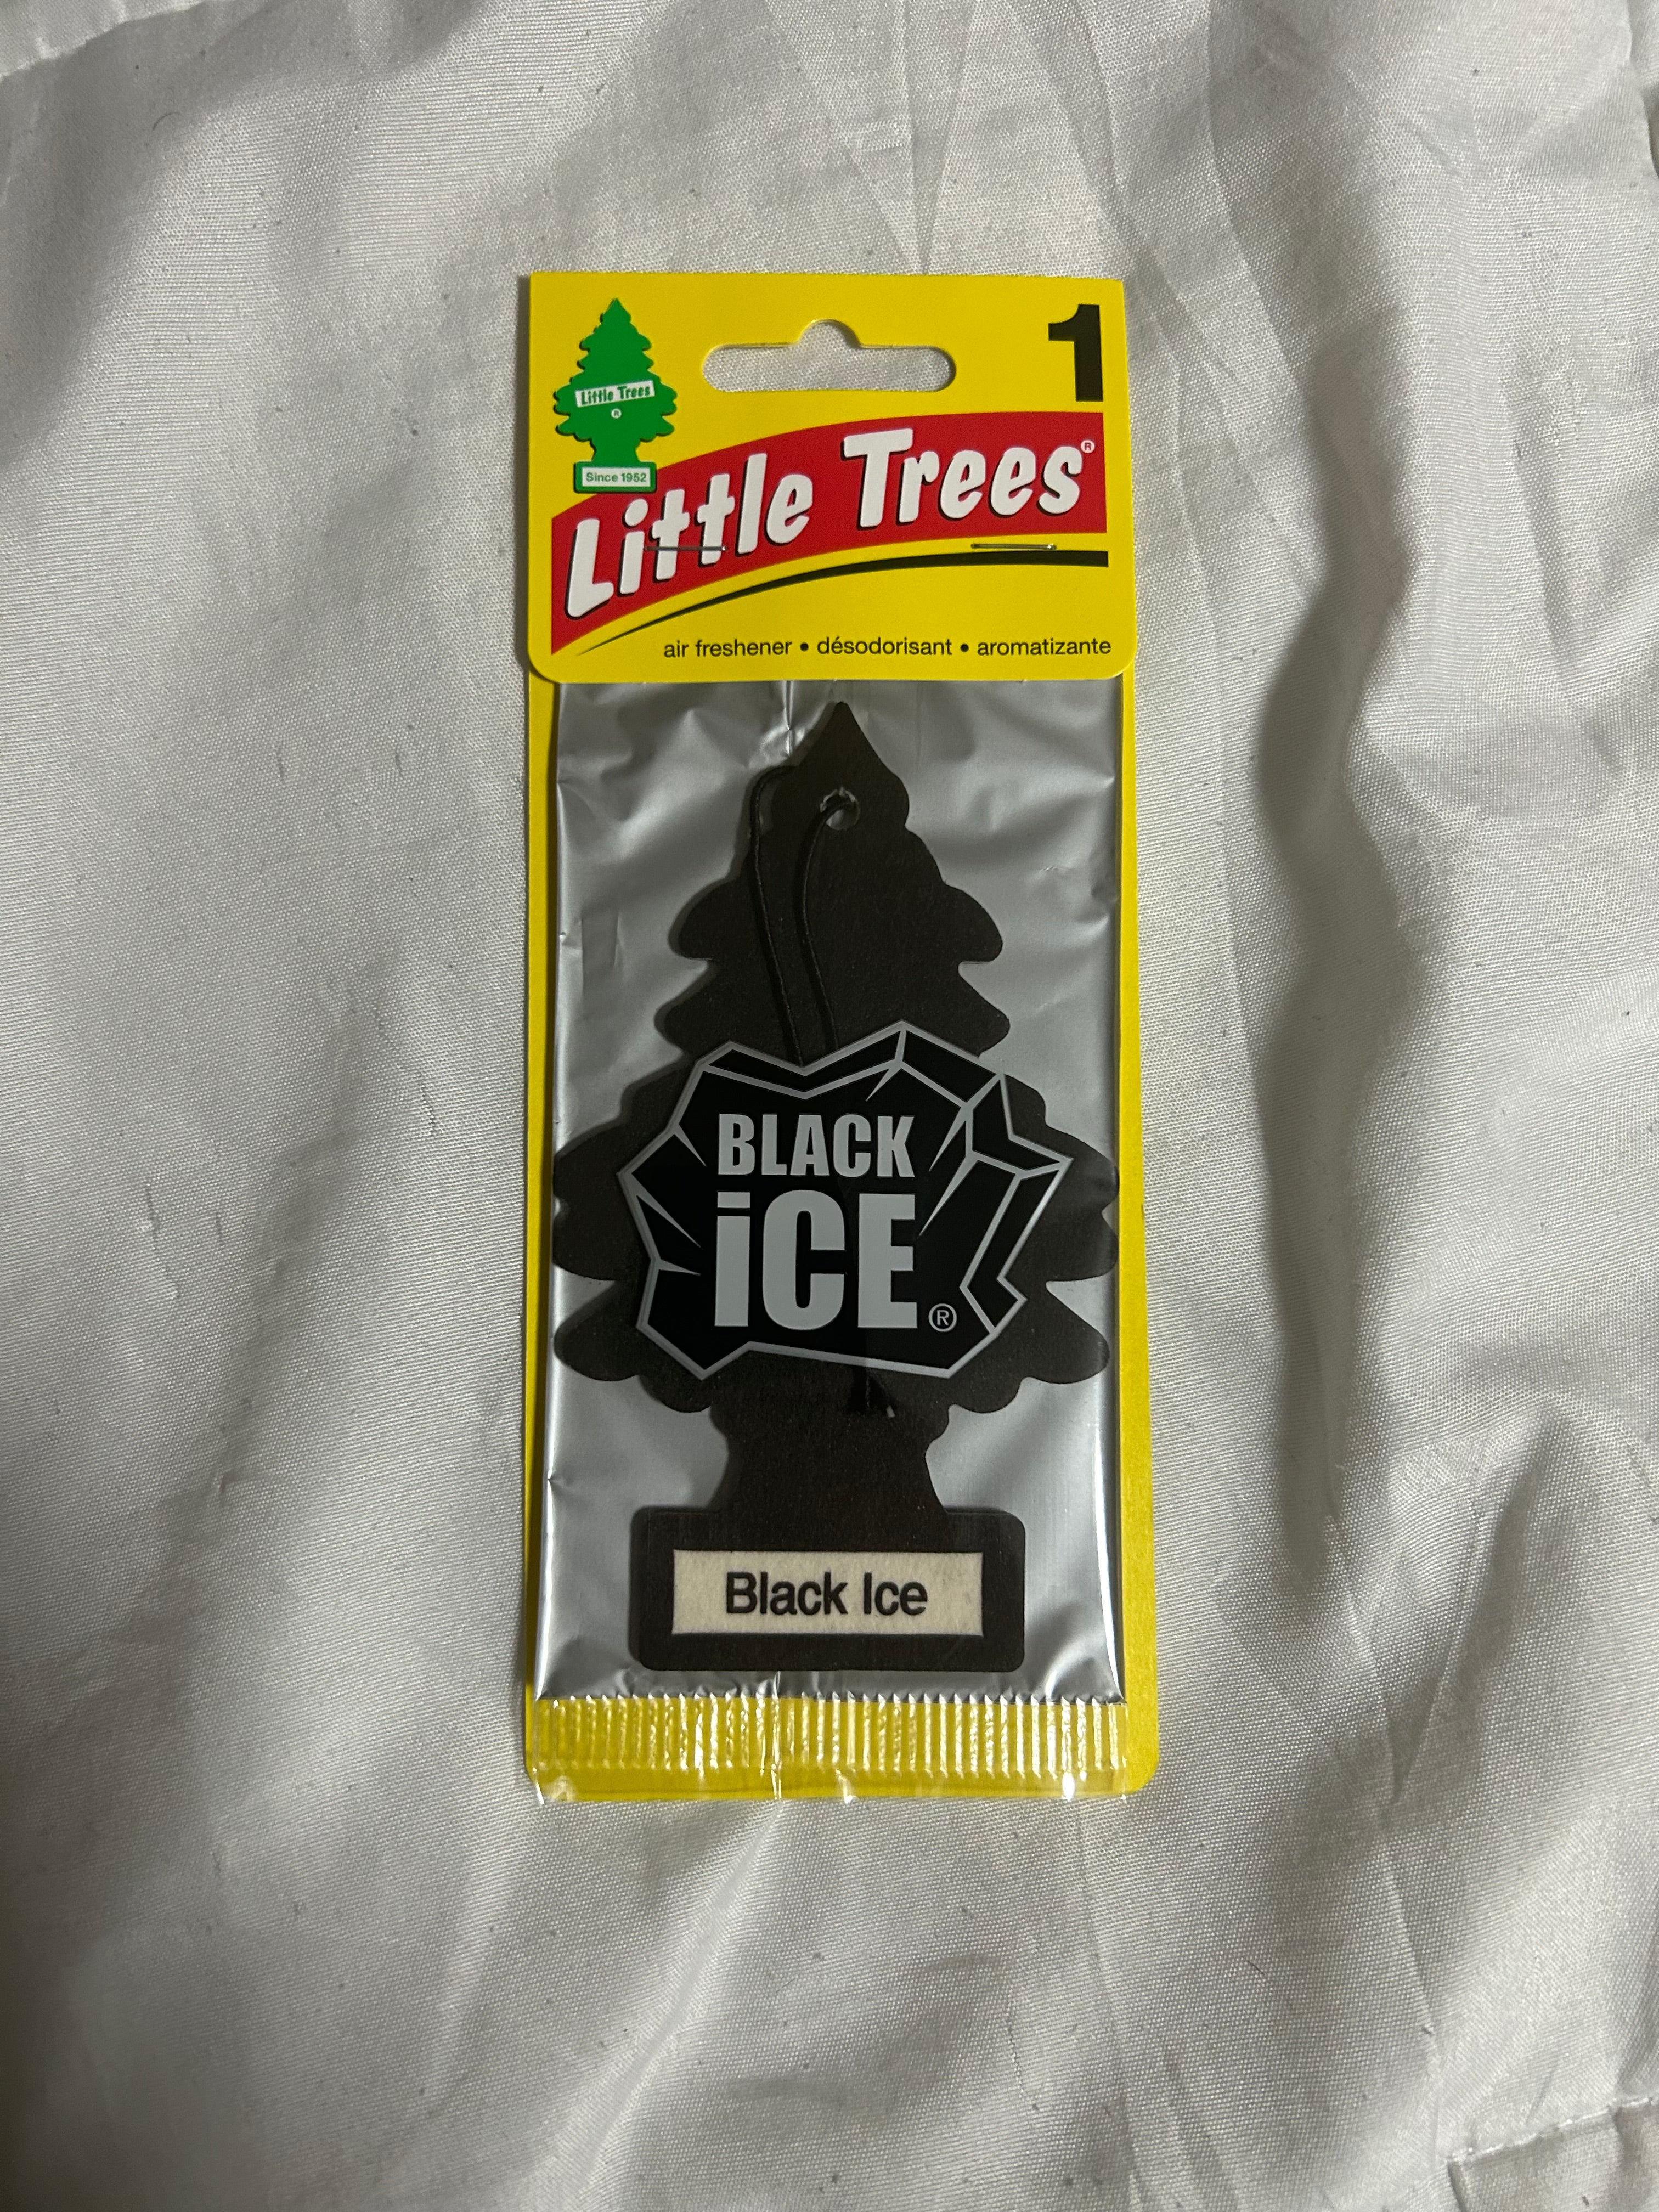 1
Little Trees
®
Since 1952
Little Trees®
air freshener • désodorisant • aromatizante
BLACK
iCE®
Black Ice